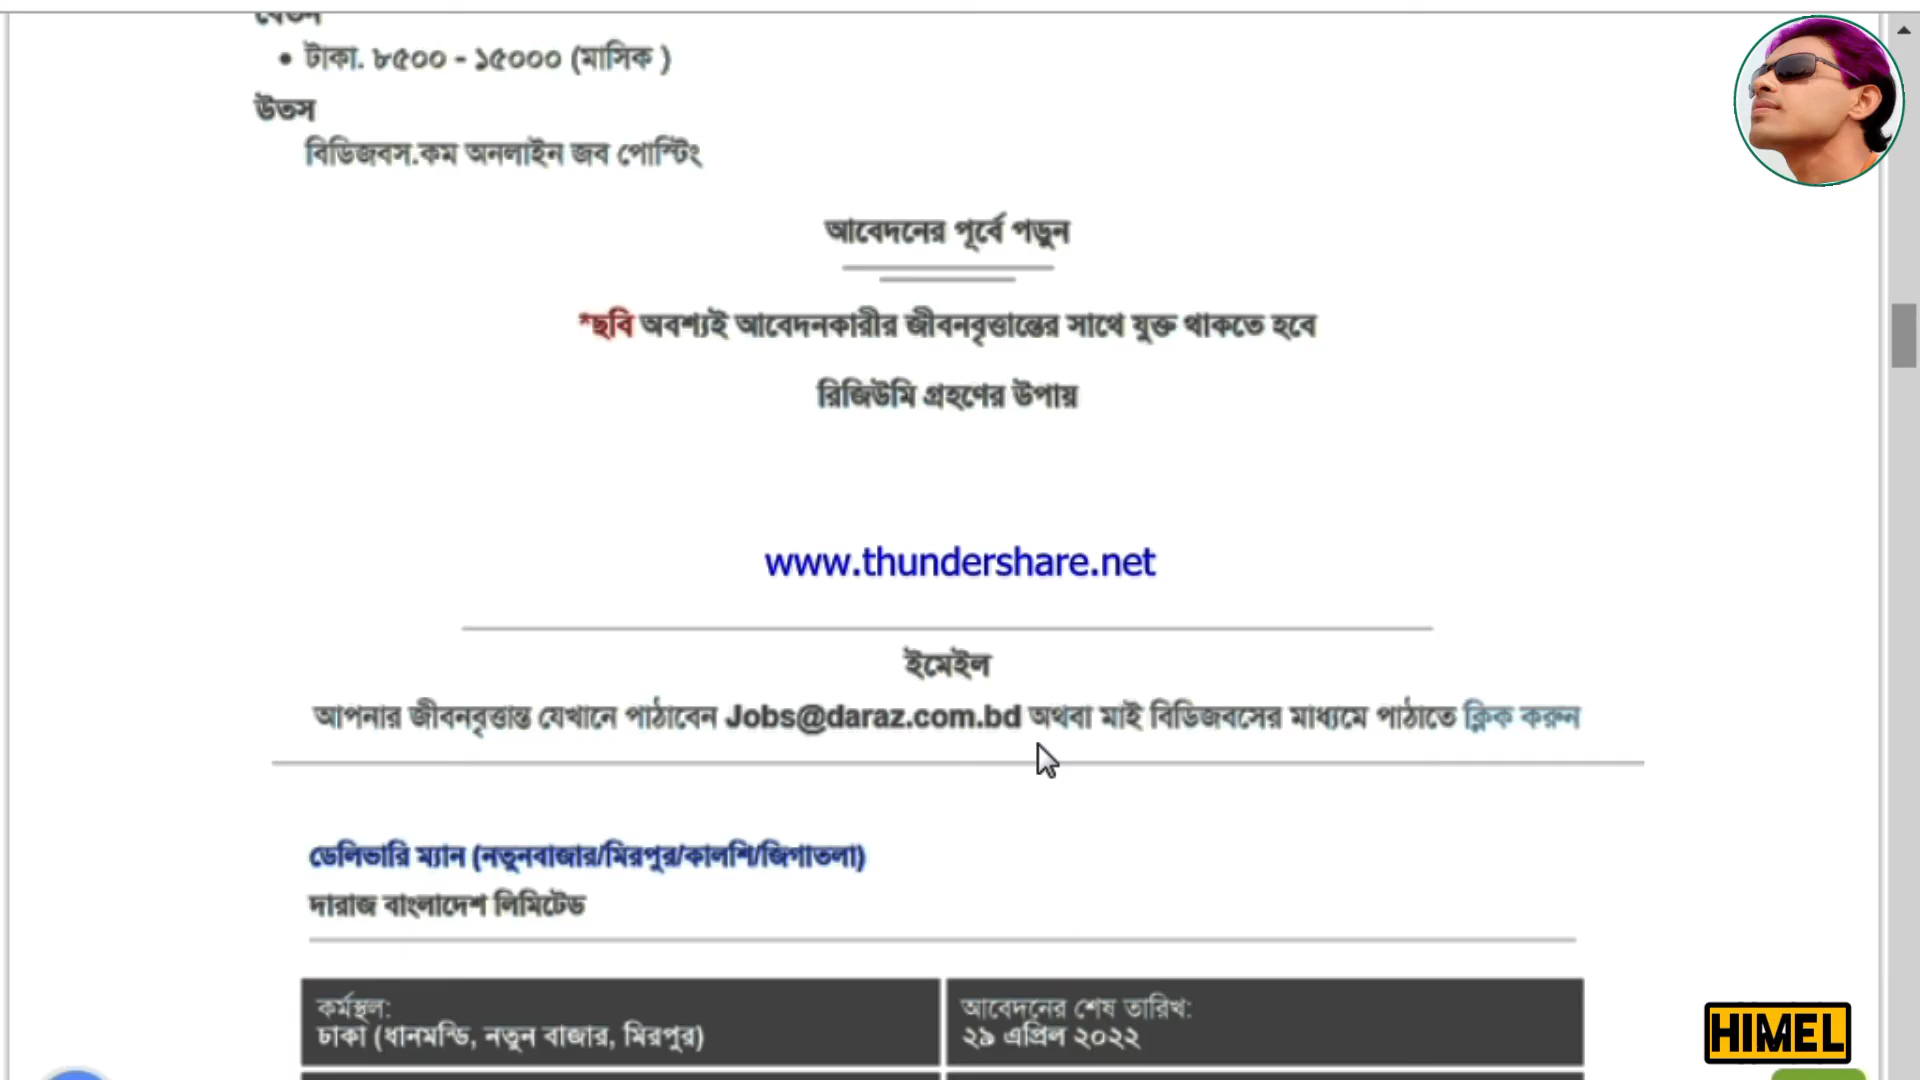 বেতন
• টাকা. ৮৫০০ - ১৫০০০ (মাসিক )
উতস
বিডিজবস.কম অনলাইন জব পোস্টিং
আবেদনের পূর্বে পড়ুন
*ছবি অবশ্যই আবেদনকারীর জীবনবৃত্তান্তের সাথে যুক্ত থাকতে হবে
রিজিউমি গ্রহণের উপায়
www.thundershare.net
ইমেইল
আপনার জীবনবৃত্তান্ত যেখানে পাঠাবেন Jobs@daraz.com.bd অথবা মাই বিডিজবসের মাধ্যমে পাঠাতে ক্লিক করুন
ডেলিভারি ম্যান (নতুনবাজার/মিরপুর/কালশি/জিগাতলা)
দারাজ বাংলাদেশ লিমিটেড
কর্মস্থল:
ঢাকা (ধানমন্ডি, নতুন বাজার, মিরপুর)
আবেদনের শেষ তারিখ:
২৯ এপ্রিল ২০২২
HIMEL